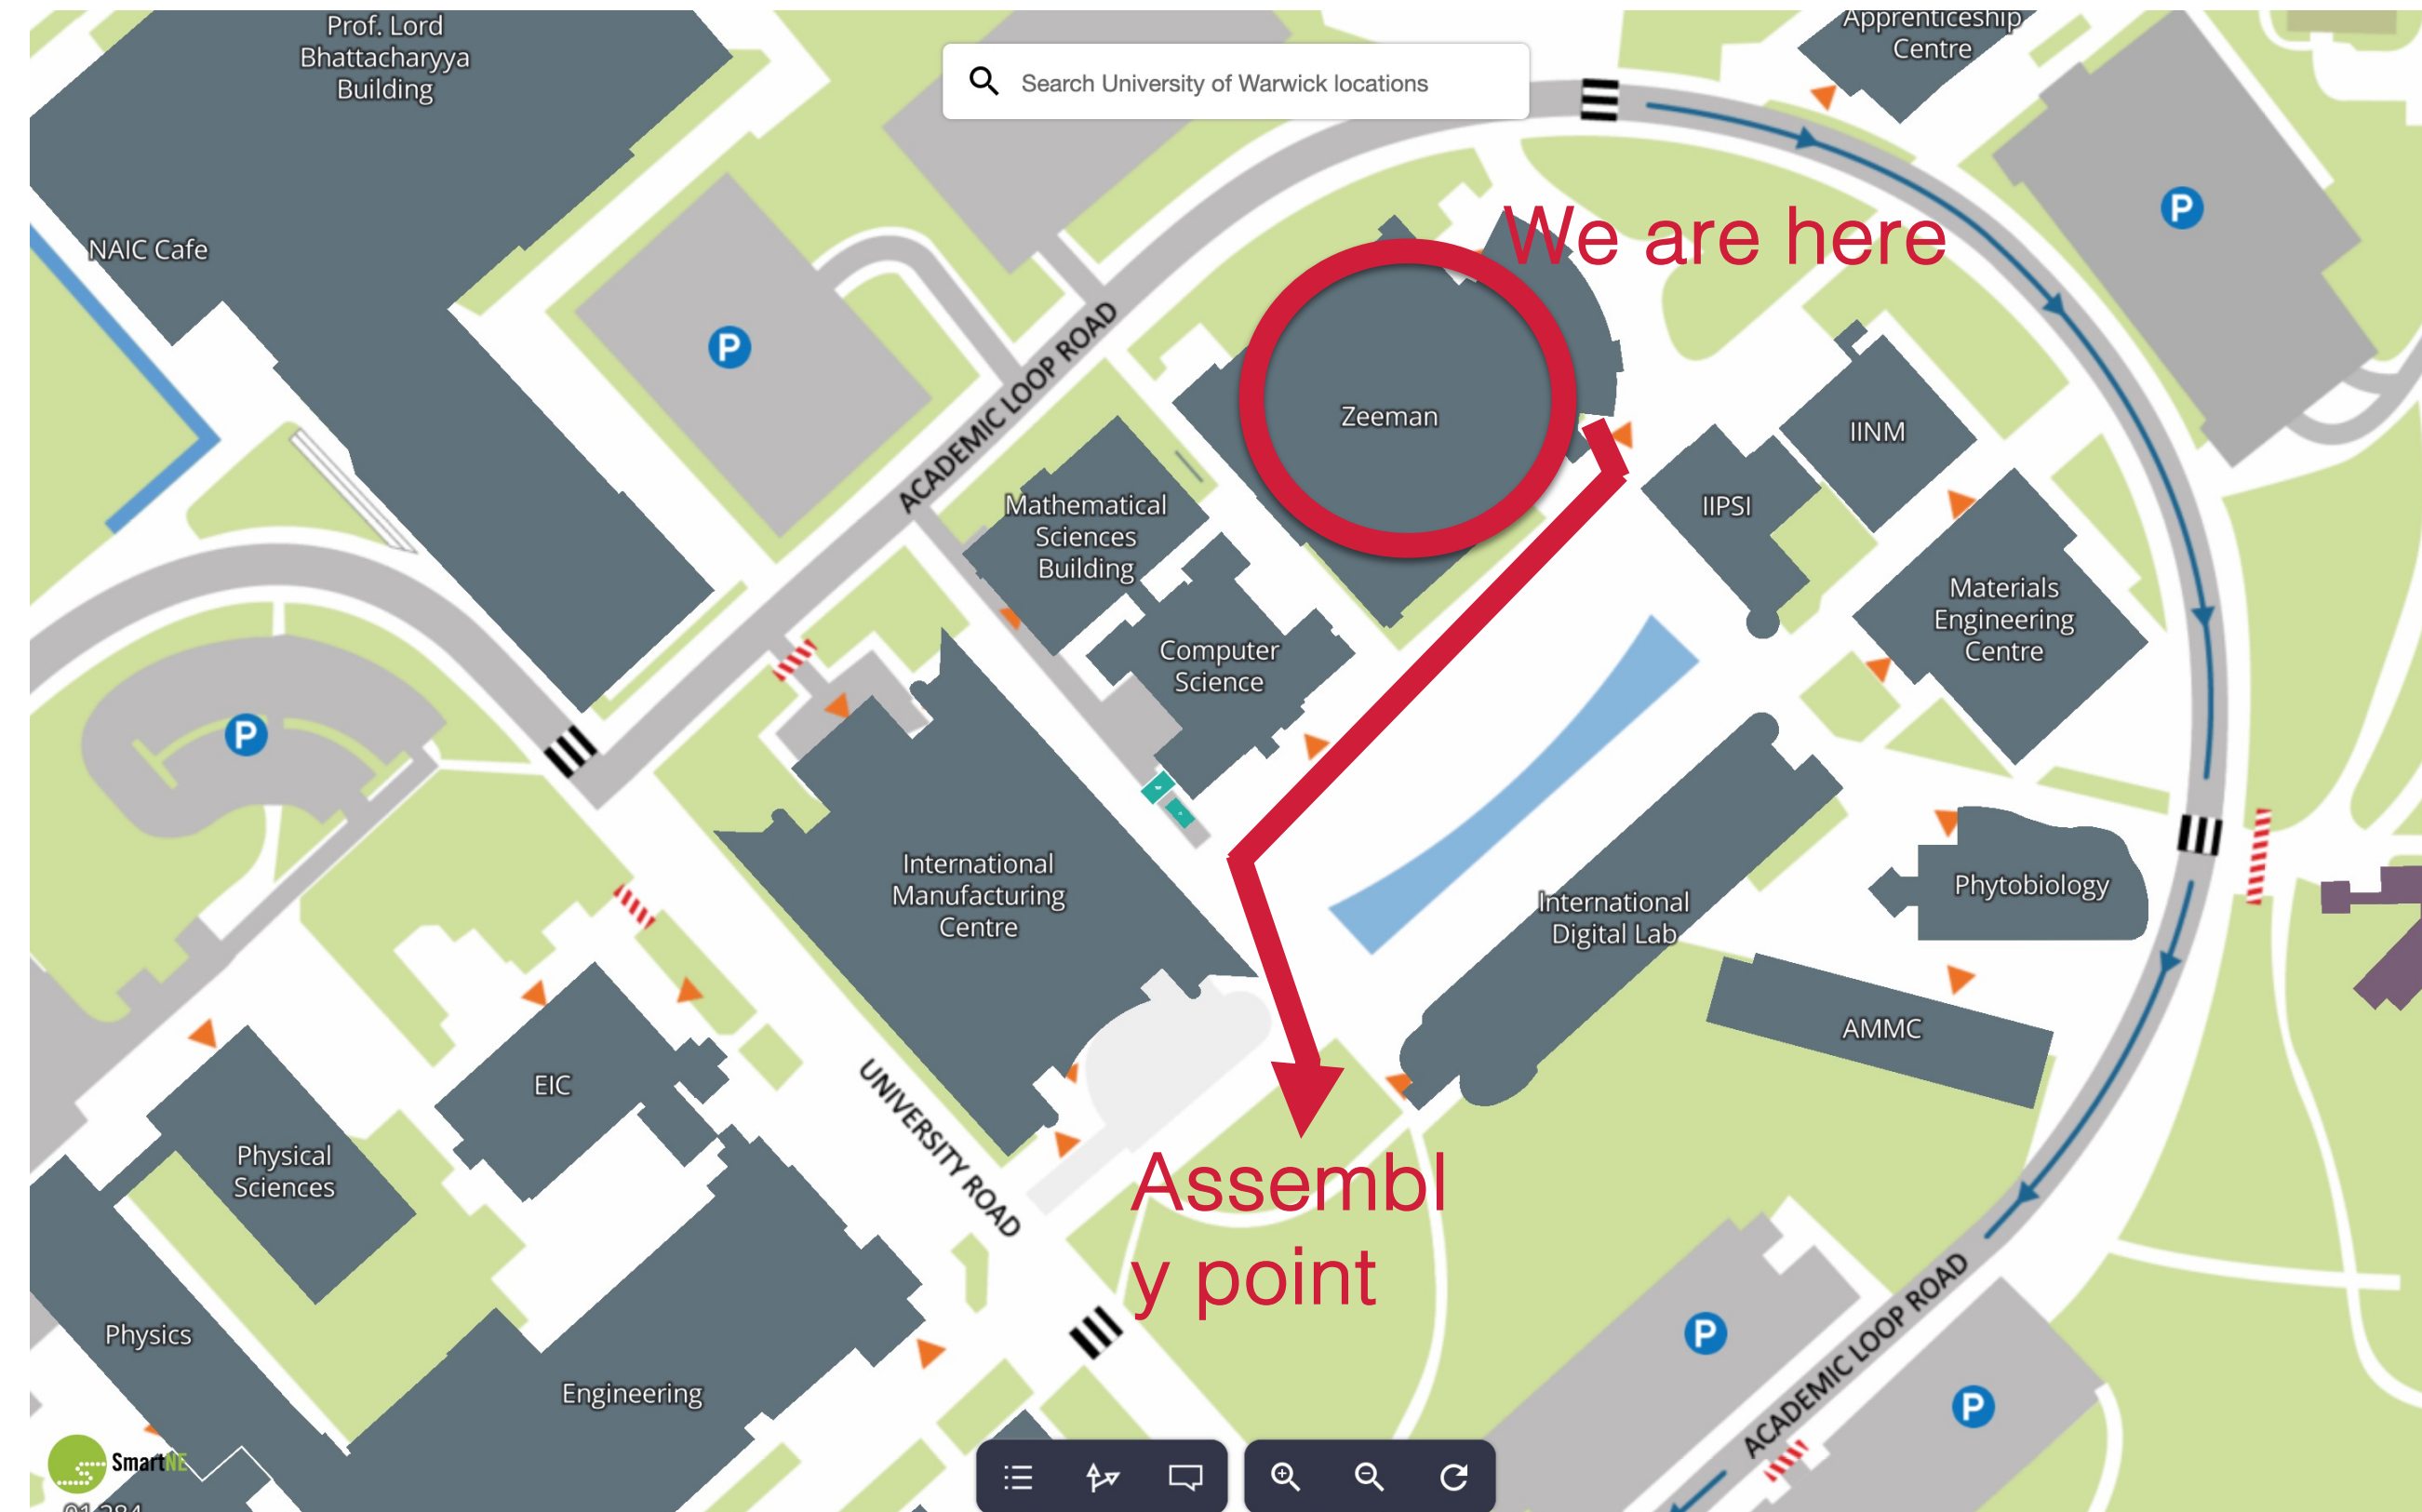 Prof. Lord
Bhattacharyya
Building
Apprenticeship
Centre
Search University of Warwick locations
P
We are here
NAIC Cafe
P
ACADEMIC LOOP ROAD
Zeeman
IINM
IIPSI
Mathematical
Sciences
Building
Materials
Engineering
Centre
Computer
Science
P
International
Manufacturing
Centre
International
Digital Lab
Phytobiology
AMMC
EIC
UNIVERSITY ROAD
Physical
Sciences
Assembl
y point
Physics
Engineering
P
ACADEMIC LOOP ROAD
P
SmartNE